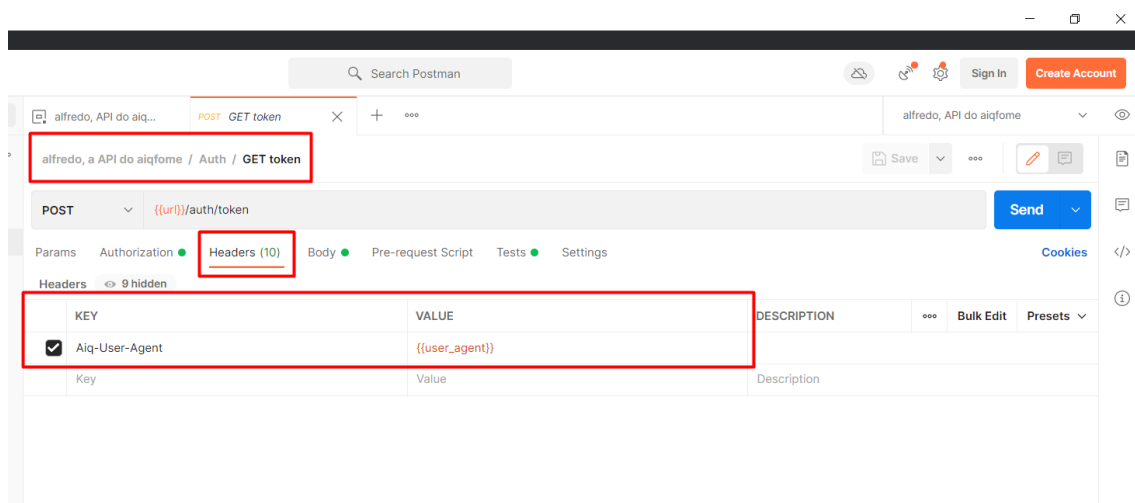 Search Postman
Sign In
Create Account
alfredo, API do aiq...
POST GET token
alfredo, API do aiqfome
alfredo, a API do aiqfome / Auth / GET token
Save
POST
{{url}}/auth/token
Send
Params Authorization Headers (10) Body Pre-request Script Tests Settings
Cookies
Headers 9 hidden
KEY VALUE DESCRIPTION Bulk Edit Presets
Aiq-User-Agent {{user_agent}}
Key Value Description